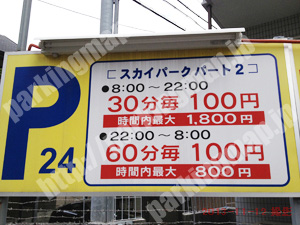 P
24
[スカイパークパート2]
●8:00~22:00
30分毎 100円
時間内最大 1,800円
●22:00~8:00
60分毎 100円
時間内最大 800円